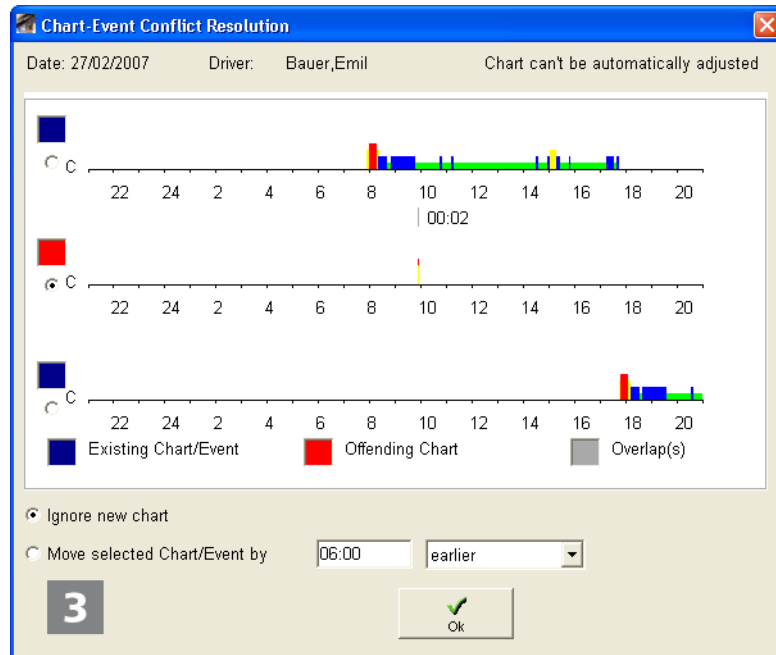 Chart-Event Conflict Resolution
Date: 27/02/2007 Driver: Bauer,Emil Chart can't be automatically adjusted
C
22 24 2 4 6 8 10 12 14 16 18 20
00:02
C
22 24 2 4 6 8 10 12 14 16 18 20
C
22 24 2 4 6 8 10 12 14 16 18 20
Existing Chart/Event Offending Chart Overlap(s)
Ignore new chart
Move selected Chart/Event by 06:00 earlier
3
Ok